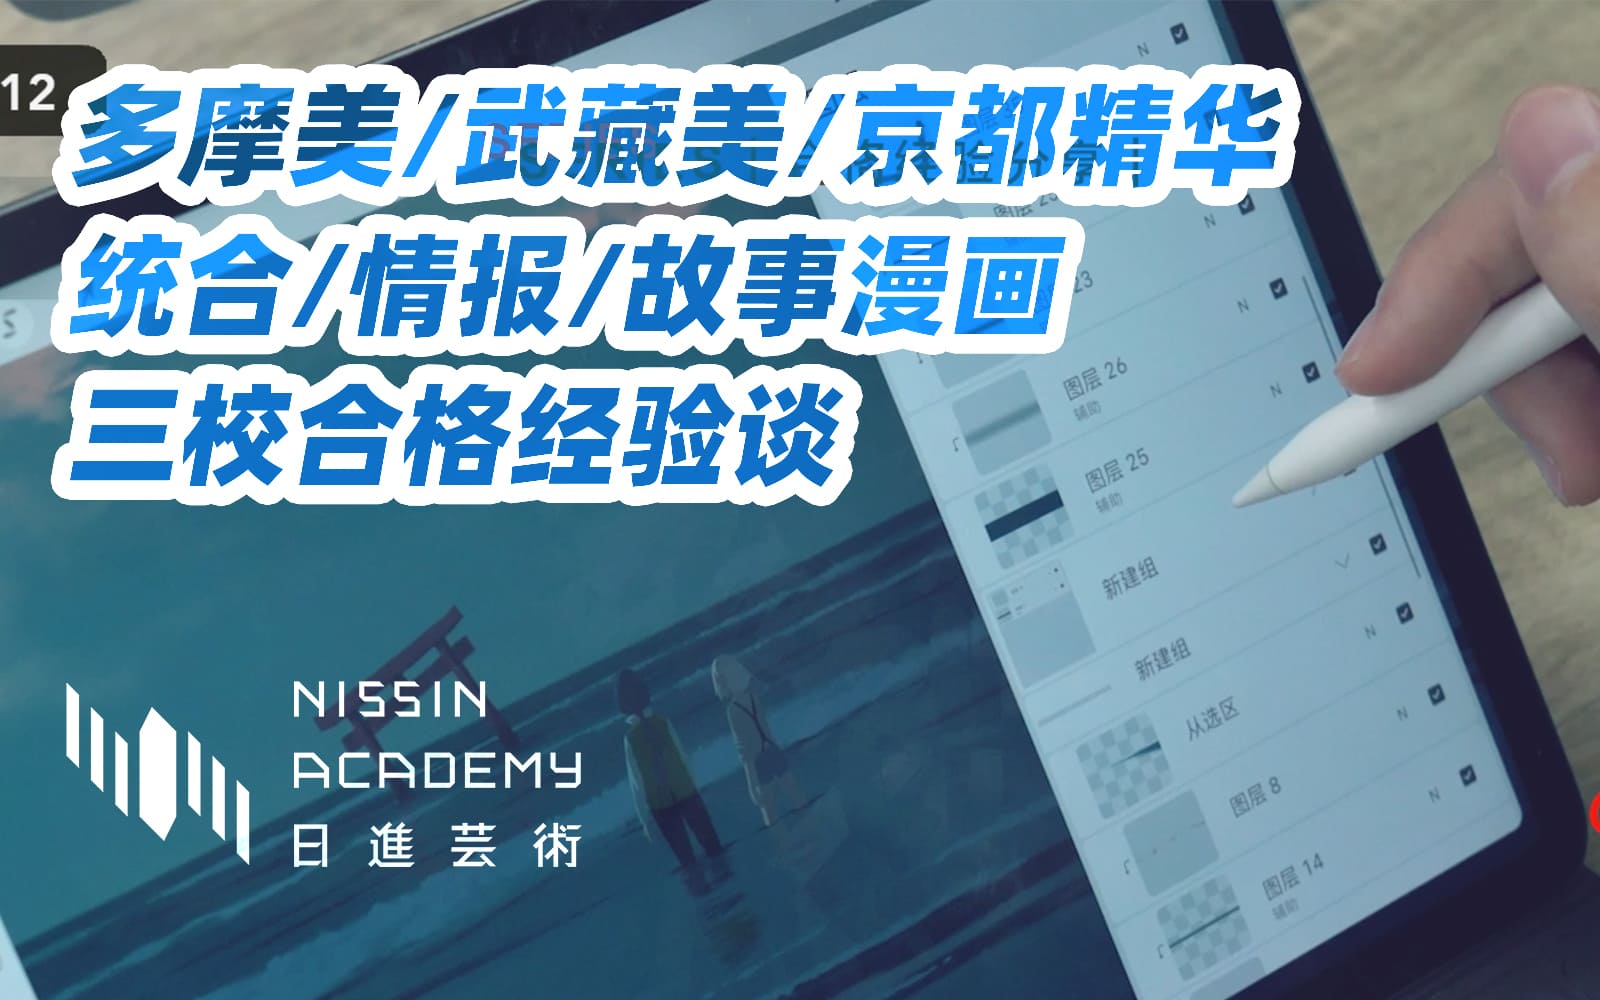 12
多摩美/武藏美/京都精华
统合/情报/故事漫画
三校合格经验谈
S
NISSIN
ACADEMY
日進芸術
N
N
23
N
图层 26
辅助
N
图层 25
辅助
新建组
新建组
N
从选区
N
图层 8
N
图层 14
辅助